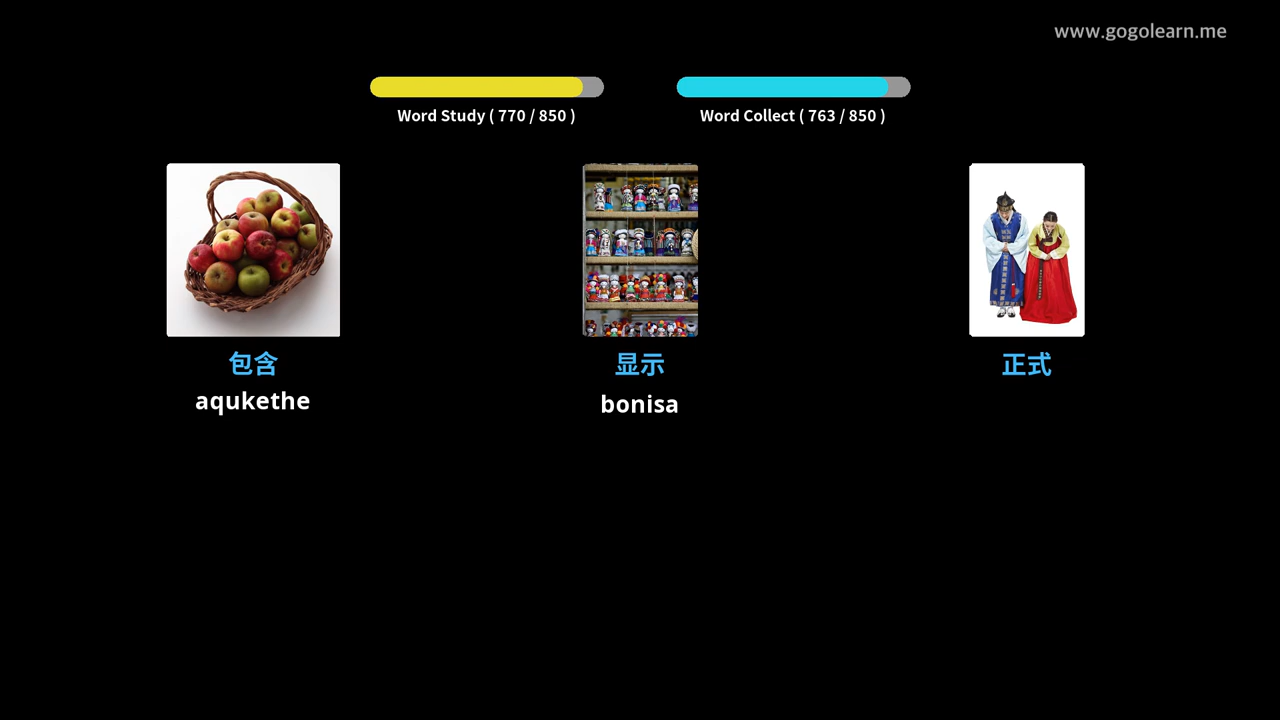 www.gogolearn.me
Word Study ( 770 / 850 )
Word Collect ( 763 / 850 )
包含
显示
正式
aqukethe
bonisa